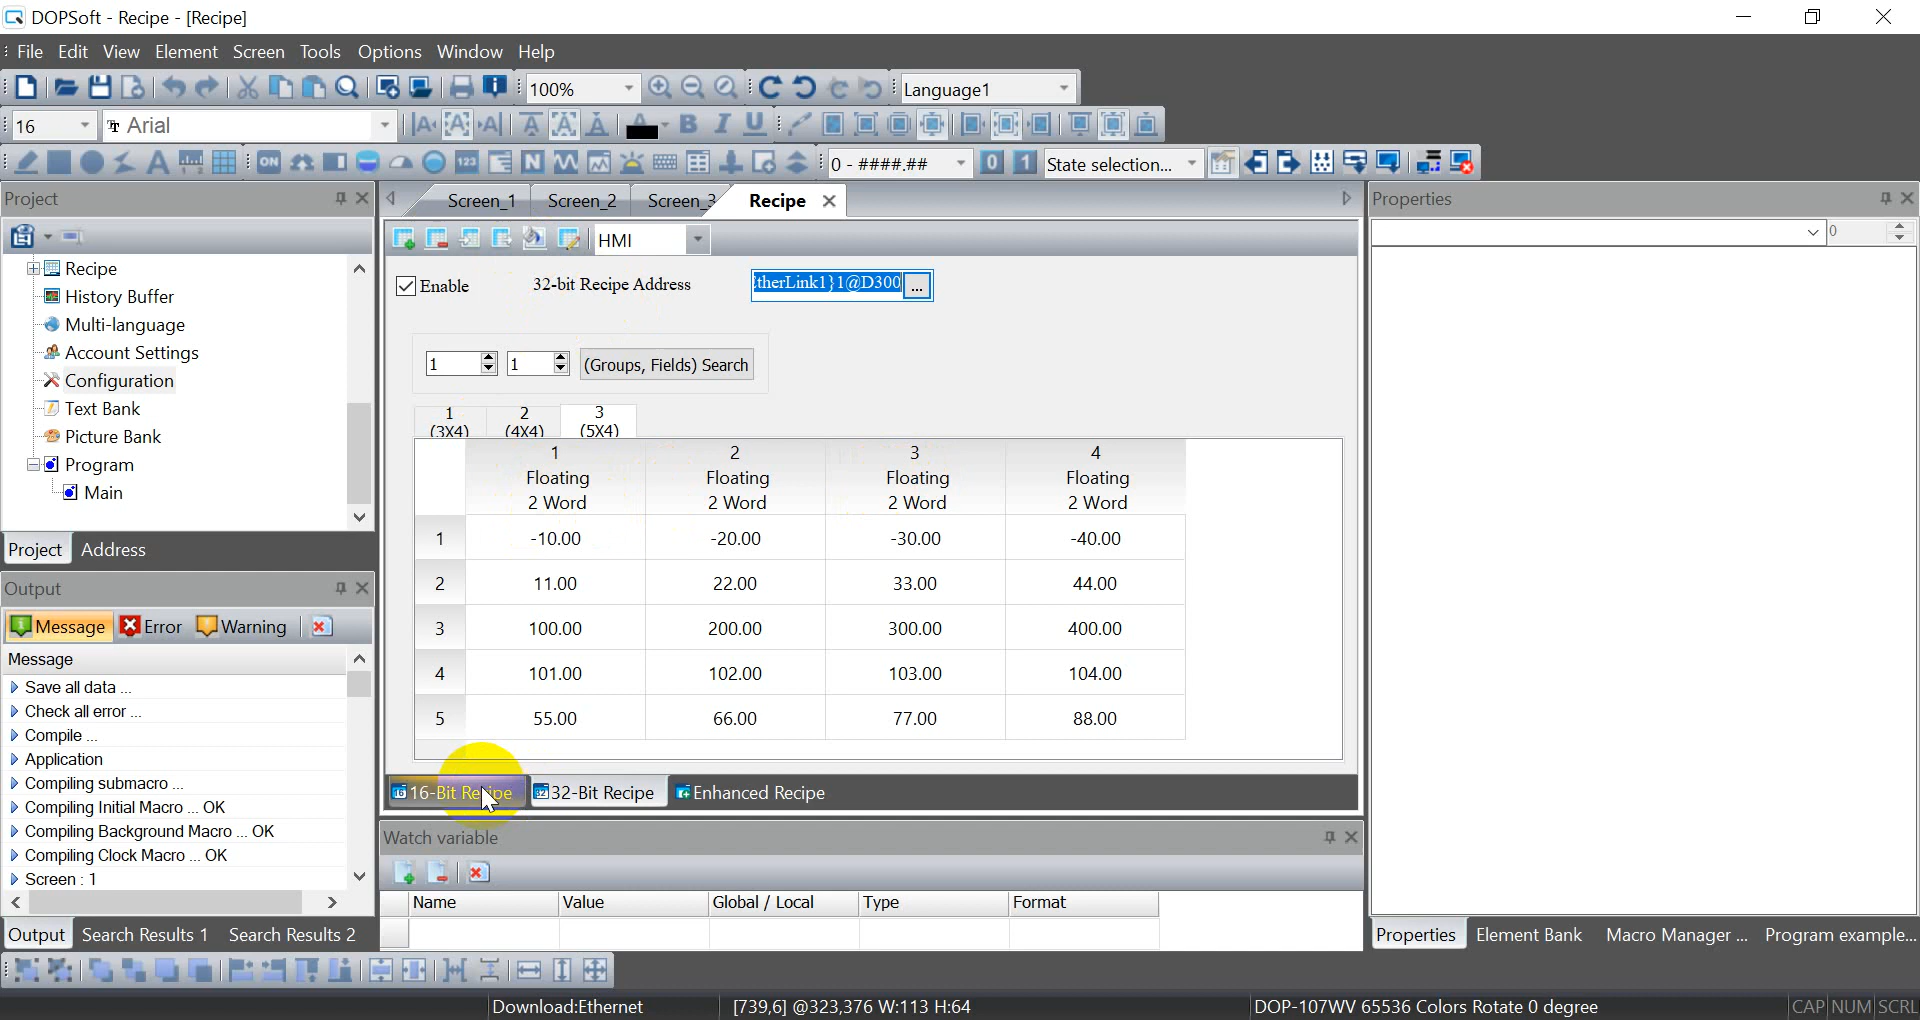 DOPSoft - Recipe - [Recipe]
File Edit View Element Screen Tools Options Window Help
100% Language1
16 Arial
0 - ####.## 0 1 State selection...
Project
Recipe
History Buffer
Multi-language
Account Settings
Configuration
Text Bank
Picture Bank
Program
Main
Project Address
Output
Message Error Warning
Message
Save all data ...
Check all error ...
Compile ...
Application
Compiling submacro ...
Compiling Initial Macro ... OK
Compiling Background Macro ... OK
Compiling Clock Macro ... OK
Screen : 1
Output Search Results 1 Search Results 2
Screen_1 Screen_2 Screen_3 Recipe
HMI
Enable 32-bit Recipe Address therLink1}1@D300 ...
1 1 (Groups, Fields) Search
1 (3X4) 2 (4X4) 3 (5X4)
1 2 3 4
Floating Floating Floating Floating
2 Word 2 Word 2 Word 2 Word
1 -10.00 -20.00 -30.00 -40.00
2 11.00 22.00 33.00 44.00
3 100.00 200.00 300.00 400.00
4 101.00 102.00 103.00 104.00
5 55.00 66.00 77.00 88.00
16-Bit Recipe 32-Bit Recipe Enhanced Recipe
Watch variable
Name Value Global / Local Type Format
Properties
0
Properties Element Bank Macro Manager ... Program example...
Download:Ethernet [739,6] @323,376 W:113 H:64 DOP-107WV 65536 Colors Rotate 0 degree CAP NUM SCRL